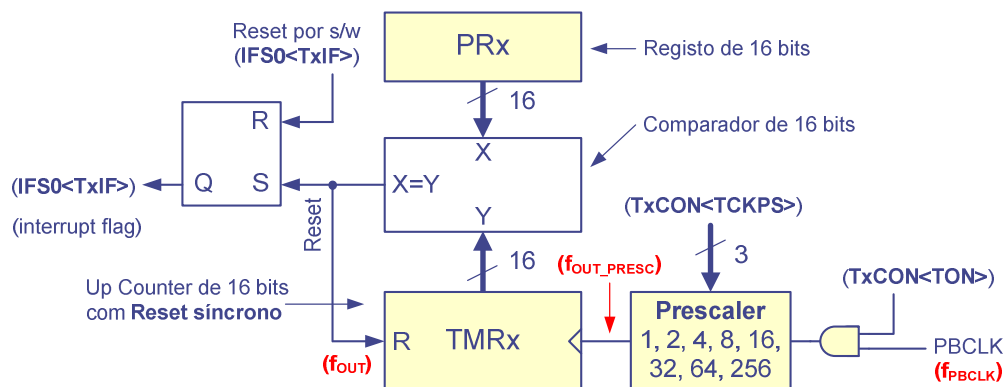 Reset por s/w
(IFS0<TxIF>)
PRx
Registo de 16 bits
16
R
X
Comparador de 16 bits
(IFS0<TxIF>)
Q
S
X=Y
(interrupt flag)
Reset
Y
(TxCON<TCKPS>)
16
3
(fOUT_PRESC)
(TxCON<TON>)
Up Counter de 16 bits
com Reset síncrono
R
TMRx
Prescaler
1, 2, 4, 8, 16,
32, 64, 256
PBCLK
(fOUT)
(fPBCLK)